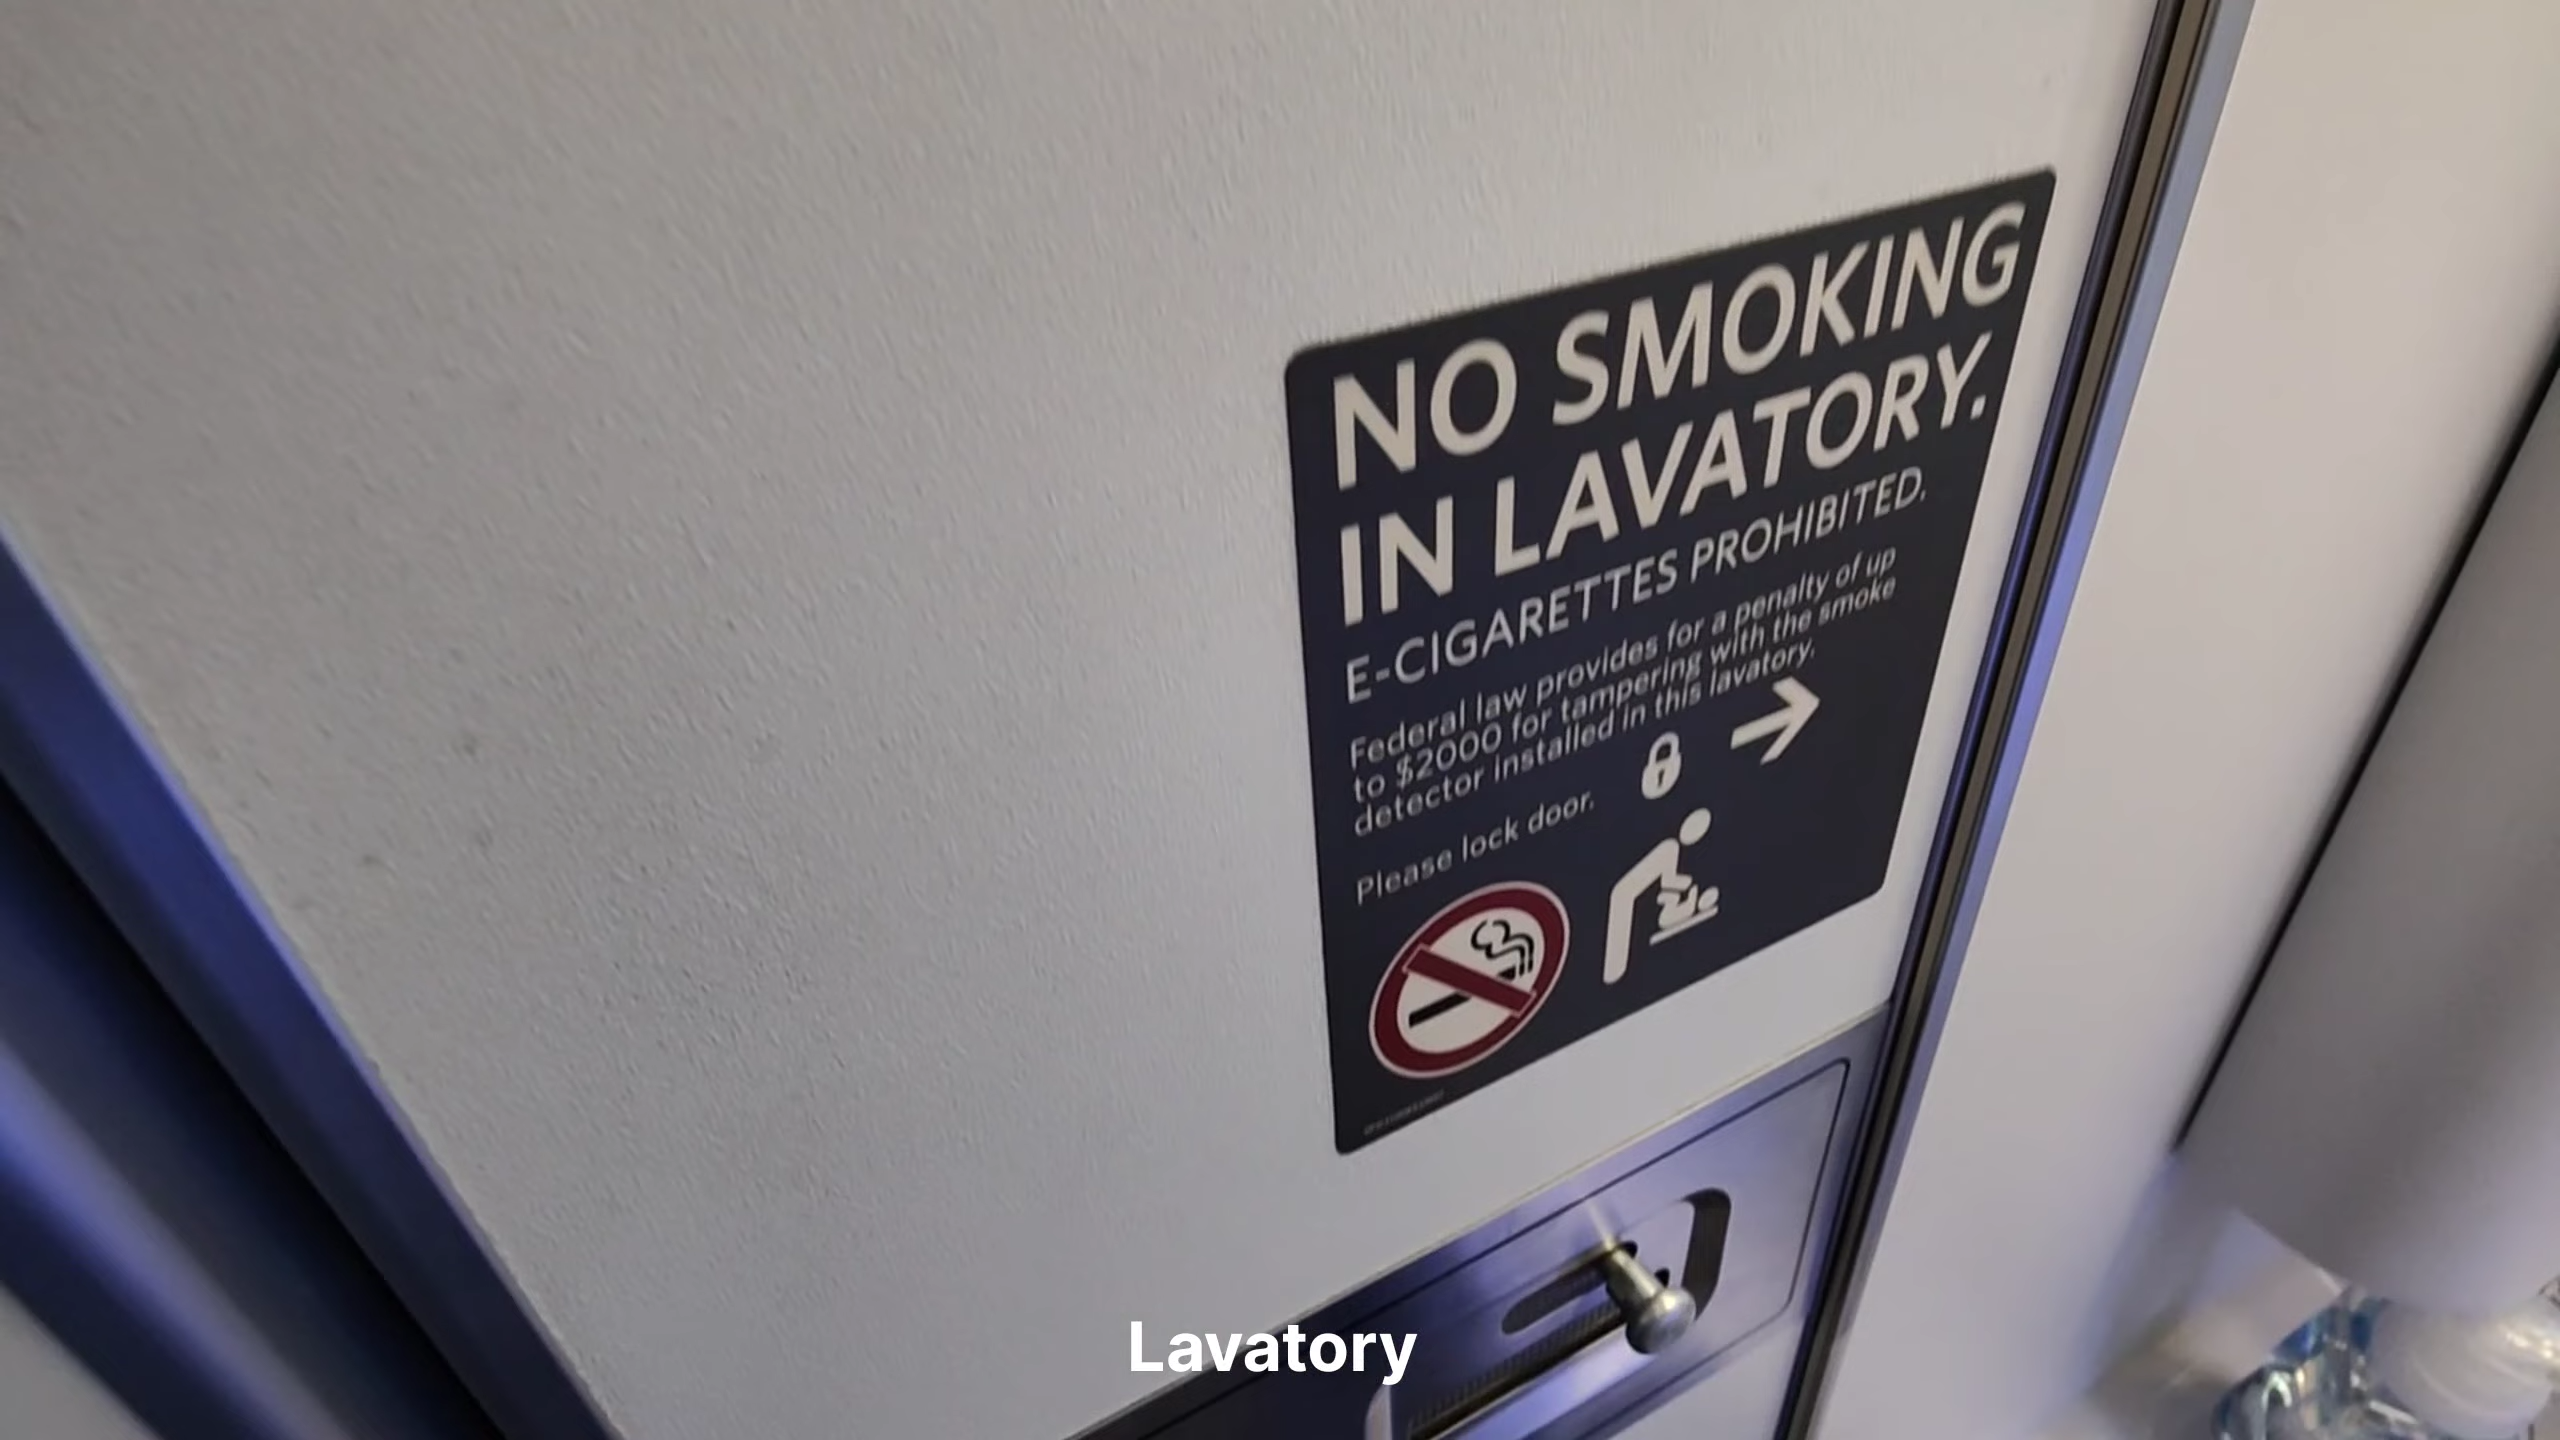 NO SMOKING
IN LAVATORY.
E-CIGARETTES PROHIBITED.
Federal law provides for a penalty of up
to $2000 for tampering with the smoke
detector installed in this lavatory.
Please lock door.
Lavatory